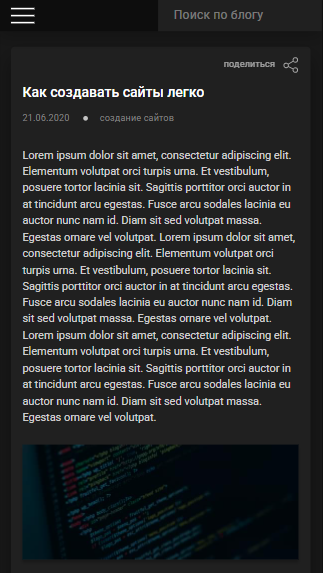 Поиск по блогу
поделиться
Как создавать сайты легко
21.06.2020 создание сайтов
Lorem ipsum dolor sit amet, consectetur adipiscing elit.
Elementum volutpat orci turpis urna. Et vestibulum,
posuere tortor lacinia sit. Sagittis porttitor orci auctor in
at tincidunt arcu egestas. Fusce arcu sodales lacinia eu
auctor nunc nam id. Diam sit sed volutpat massa.
Egestas ornare vel volutpat. Lorem ipsum dolor sit amet,
consectetur adipiscing elit. Elementum volutpat orci
turpis urna. Et vestibulum, posuere tortor lacinia sit.
Sagittis porttitor orci auctor in at tincidunt arcu egestas.
Fusce arcu sodales lacinia eu auctor nunc nam id. Diam
sit sed volutpat massa. Egestas ornare vel volutpat.
Lorem ipsum dolor sit amet, consectetur adipiscing elit.
Elementum volutpat orci turpis urna. Et vestibulum,
posuere tortor lacinia sit. Sagittis porttitor orci auctor in
at tincidunt arcu egestas. Fusce arcu sodales lacinia eu
auctor nunc nam id. Diam sit sed volutpat massa.
Egestas ornare vel volutpat.